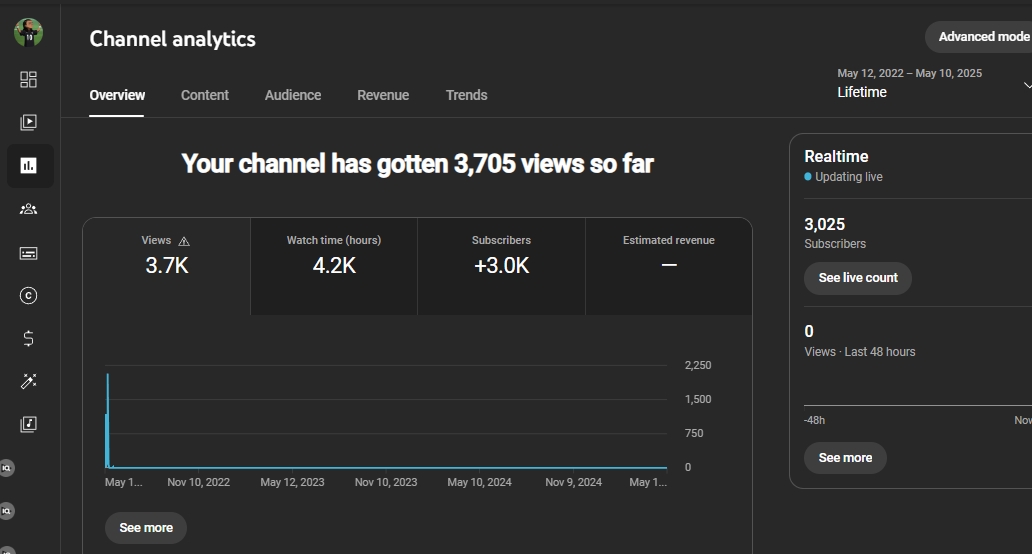 Channel analytics
Advanced mode
May 12, 2022 – May 10, 2025
Lifetime
Overview
Content
Audience
Revenue
Trends
Your channel has gotten 3,705 views so far
Views
3.7K
Watch time (hours)
4.2K
Subscribers
+3.0K
Estimated revenue
—
2,250
1,500
750
0
May 1...
Nov 10, 2022
May 12, 2023
Nov 10, 2023
May 10, 2024
Nov 9, 2024
May 1...
See more
Realtime
Updating live
3,025
Subscribers
See live count
0
Views · Last 48 hours
-48h
Now
See more